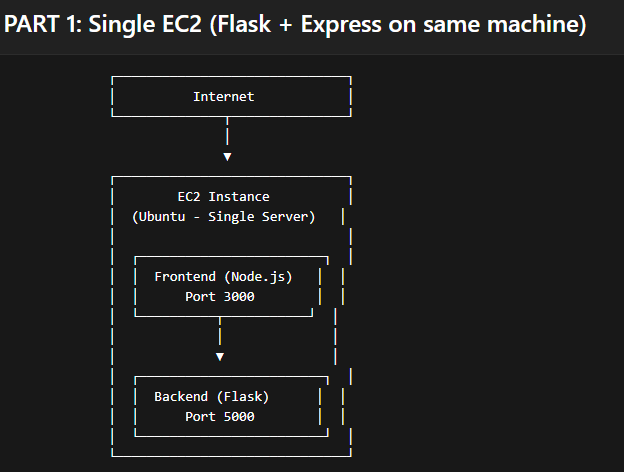 PART 1: Single EC2 (Flask + Express on same machine)
Internet
EC2 Instance
(Ubuntu - Single Server)
Frontend (Node.js)
Port 3000
Backend (Flask)
Port 5000